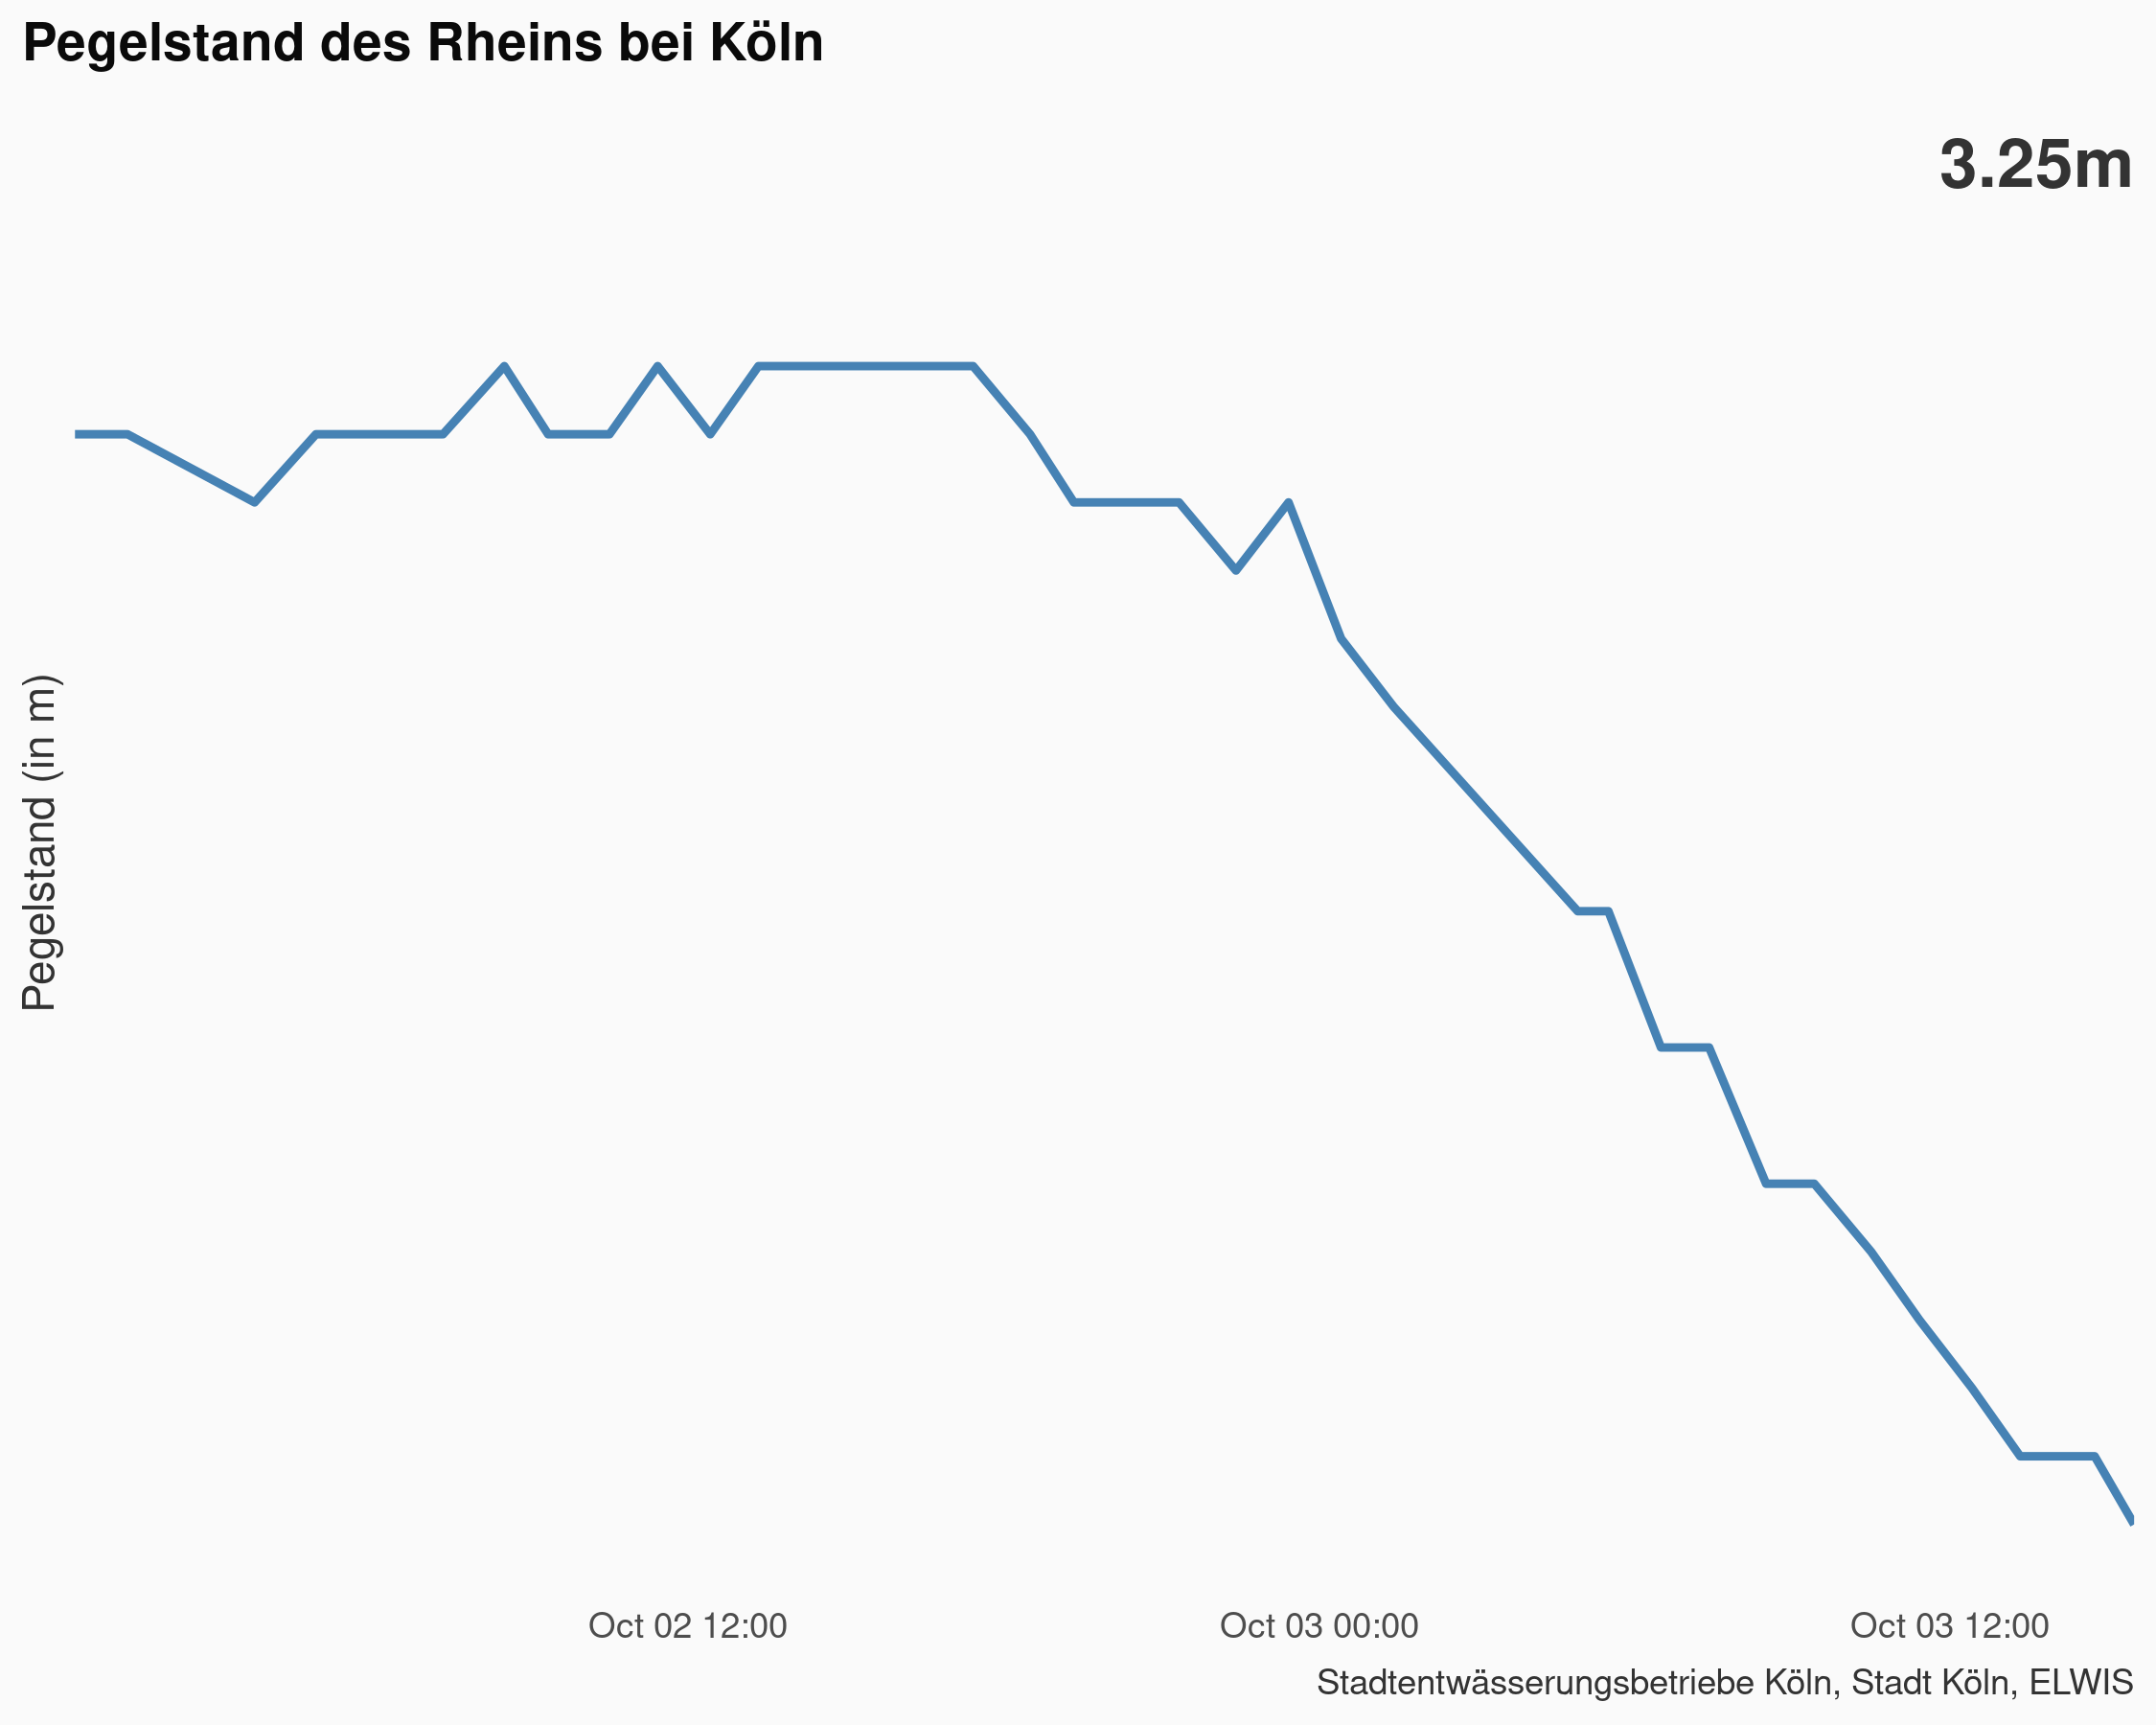 Pegelstand des Rheins bei Köln
3.25m
Pegelstand (in m)
Oct 02 12:00
Oct 03 00:00
Oct 03 12:00
Stadtentwässerungsbetriebe Köln, Stadt Köln, ELWIS